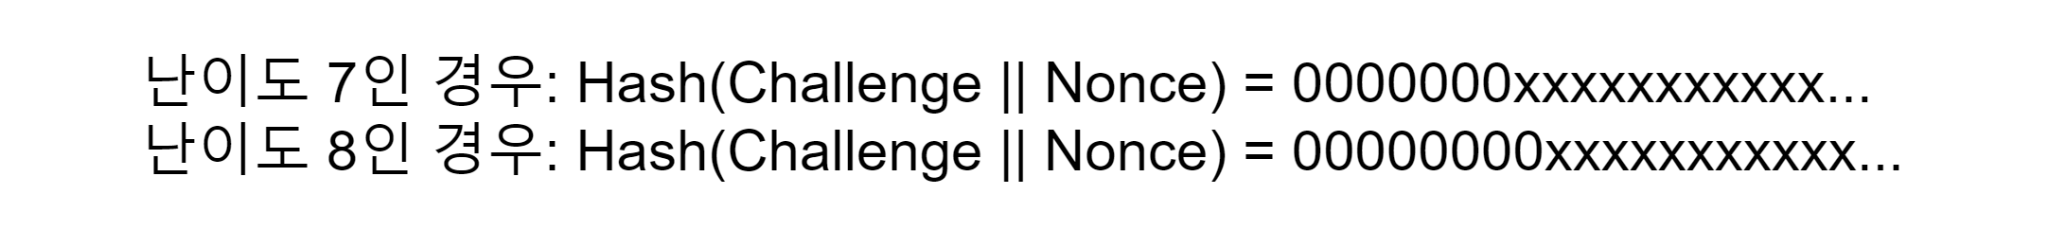 난이도 7인 경우: Hash(Challenge || Nonce) = 0000000xxxxxxxxxxx...
난이도 8인 경우: Hash(Challenge || Nonce) = 00000000xxxxxxxxxxx...